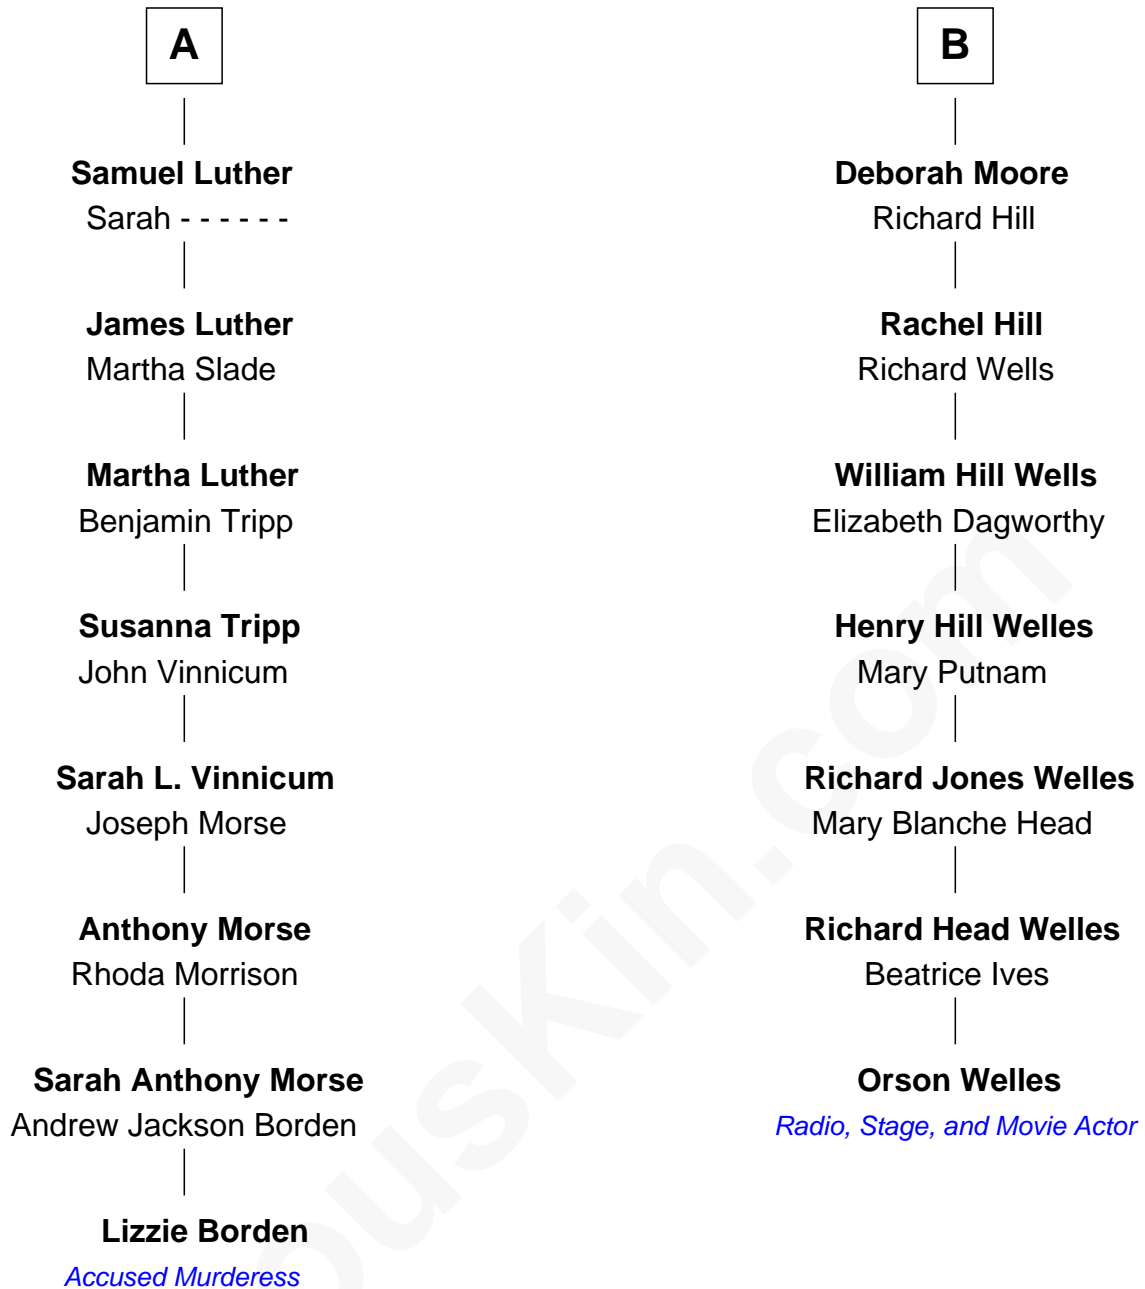 A
Samuel Luther
Sarah - - - - - -
James Luther
Martha Slade
Martha Luther
Benjamin Tripp
Susanna Tripp
John Vinnicum
Sarah L. Vinnicum
Joseph Morse
Anthony Morse
Rhoda Morrison
Sarah Anthony Morse
Andrew Jackson Borden
Lizzie Borden
Accused Murderess
B
Deborah Moore
Richard Hill
Rachel Hill
Richard Wells
William Hill Wells
Elizabeth Dagworthy
Henry Hill Welles
Mary Putnam
Richard Jones Welles
Mary Blanche Head
Richard Head Welles
Beatrice Ives
Orson Welles
Radio, Stage, and Movie Actor
ousKin.com